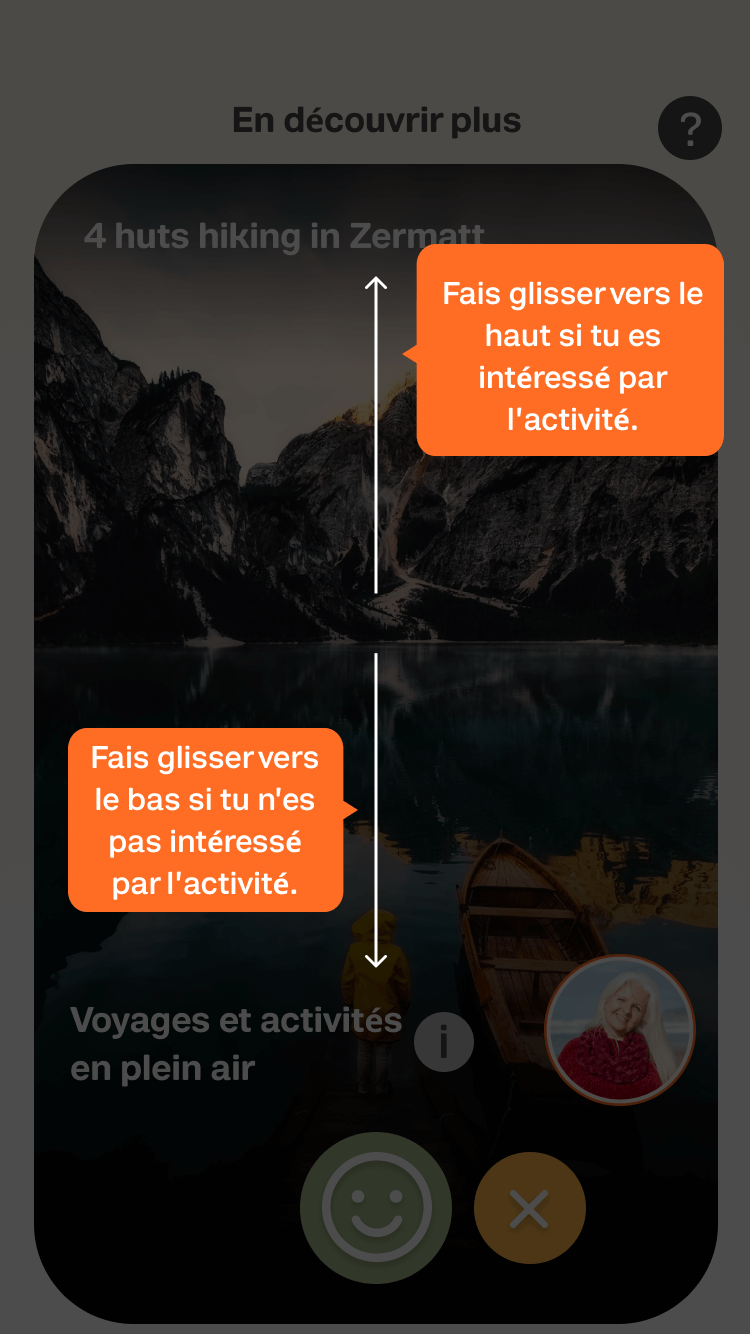 En découvrir plus
?
4 huts hiking in Zermatt
Fais glisser vers le
haut si tu es
intéressé par
l'activité.
Fais glisser vers
le bas si tu n'es
pas intéressé
par l'activité.
Voyages et activités
en plein air
i